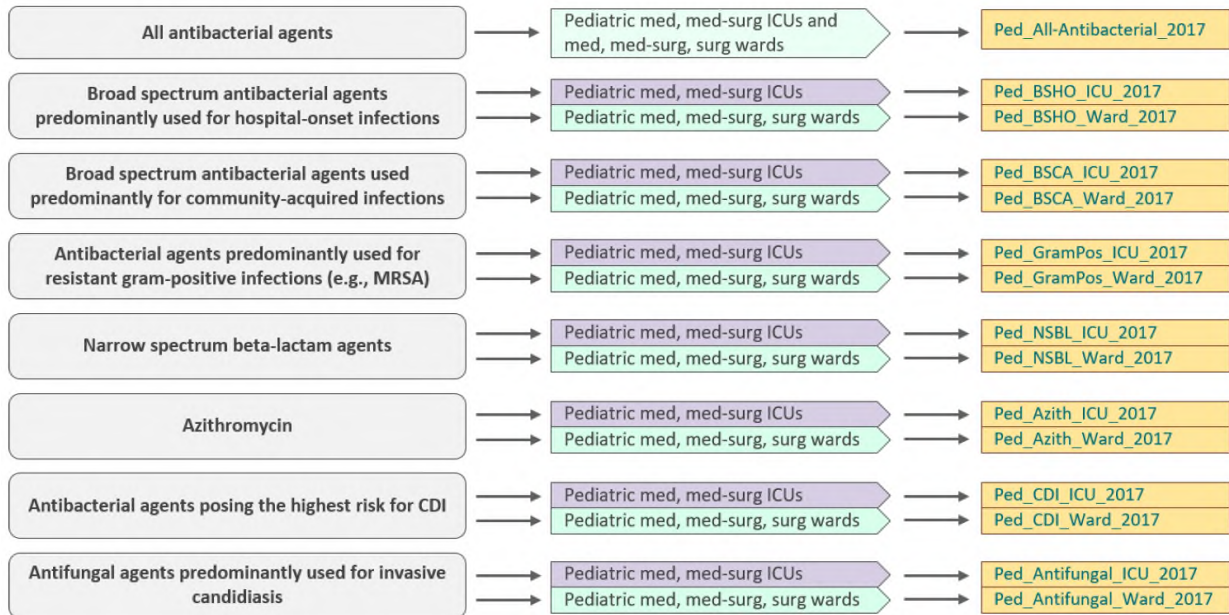 All antibacterial agents
Pediatric med, med-surg ICUs and
med, med-surg, surg wards
Ped_All-Antibacterial_2017
Broad spectrum antibacterial agents
predominantly used for hospital-onset infections
Pediatric med, med-surg ICUs
Ped_BSHO_ICU_2017
Pediatric med, med-surg, surg wards
Ped_BSHO_Ward_2017
Broad spectrum antibacterial agents used
predominantly for community-acquired infections
Pediatric med, med-surg ICUs
Ped_BSCA_ICU_2017
Pediatric med, med-surg, surg wards
Ped_BSCA_Ward_2017
Antibacterial agents predominantly used for
resistant gram-positive infections (e.g., MRSA)
Pediatric med, med-surg ICUs
Ped_GramPos_ICU_2017
Pediatric med, med-surg, surg wards
Ped_GramPos_Ward_2017
Narrow spectrum beta-lactam agents
Pediatric med, med-surg ICUs
Ped_NSBL_ICU_2017
Pediatric med, med-surg, surg wards
Ped_NSBL_Ward_2017
Azithromycin
Pediatric med, med-surg ICUs
Ped_Azith_ICU_2017
Pediatric med, med-surg, surg wards
Ped_Azith_Ward_2017
Antibacterial agents posing the highest risk for CDI
Pediatric med, med-surg ICUs
Ped_CDI_ICU_2017
Pediatric med, med-surg, surg wards
Ped_CDI_Ward_2017
Antifungal agents predominantly used for invasive
candidiasis
Pediatric med, med-surg ICUs
Ped_Antifungal_ICU_2017
Pediatric med, med-surg, surg wards
Ped_Antifungal_Ward_2017